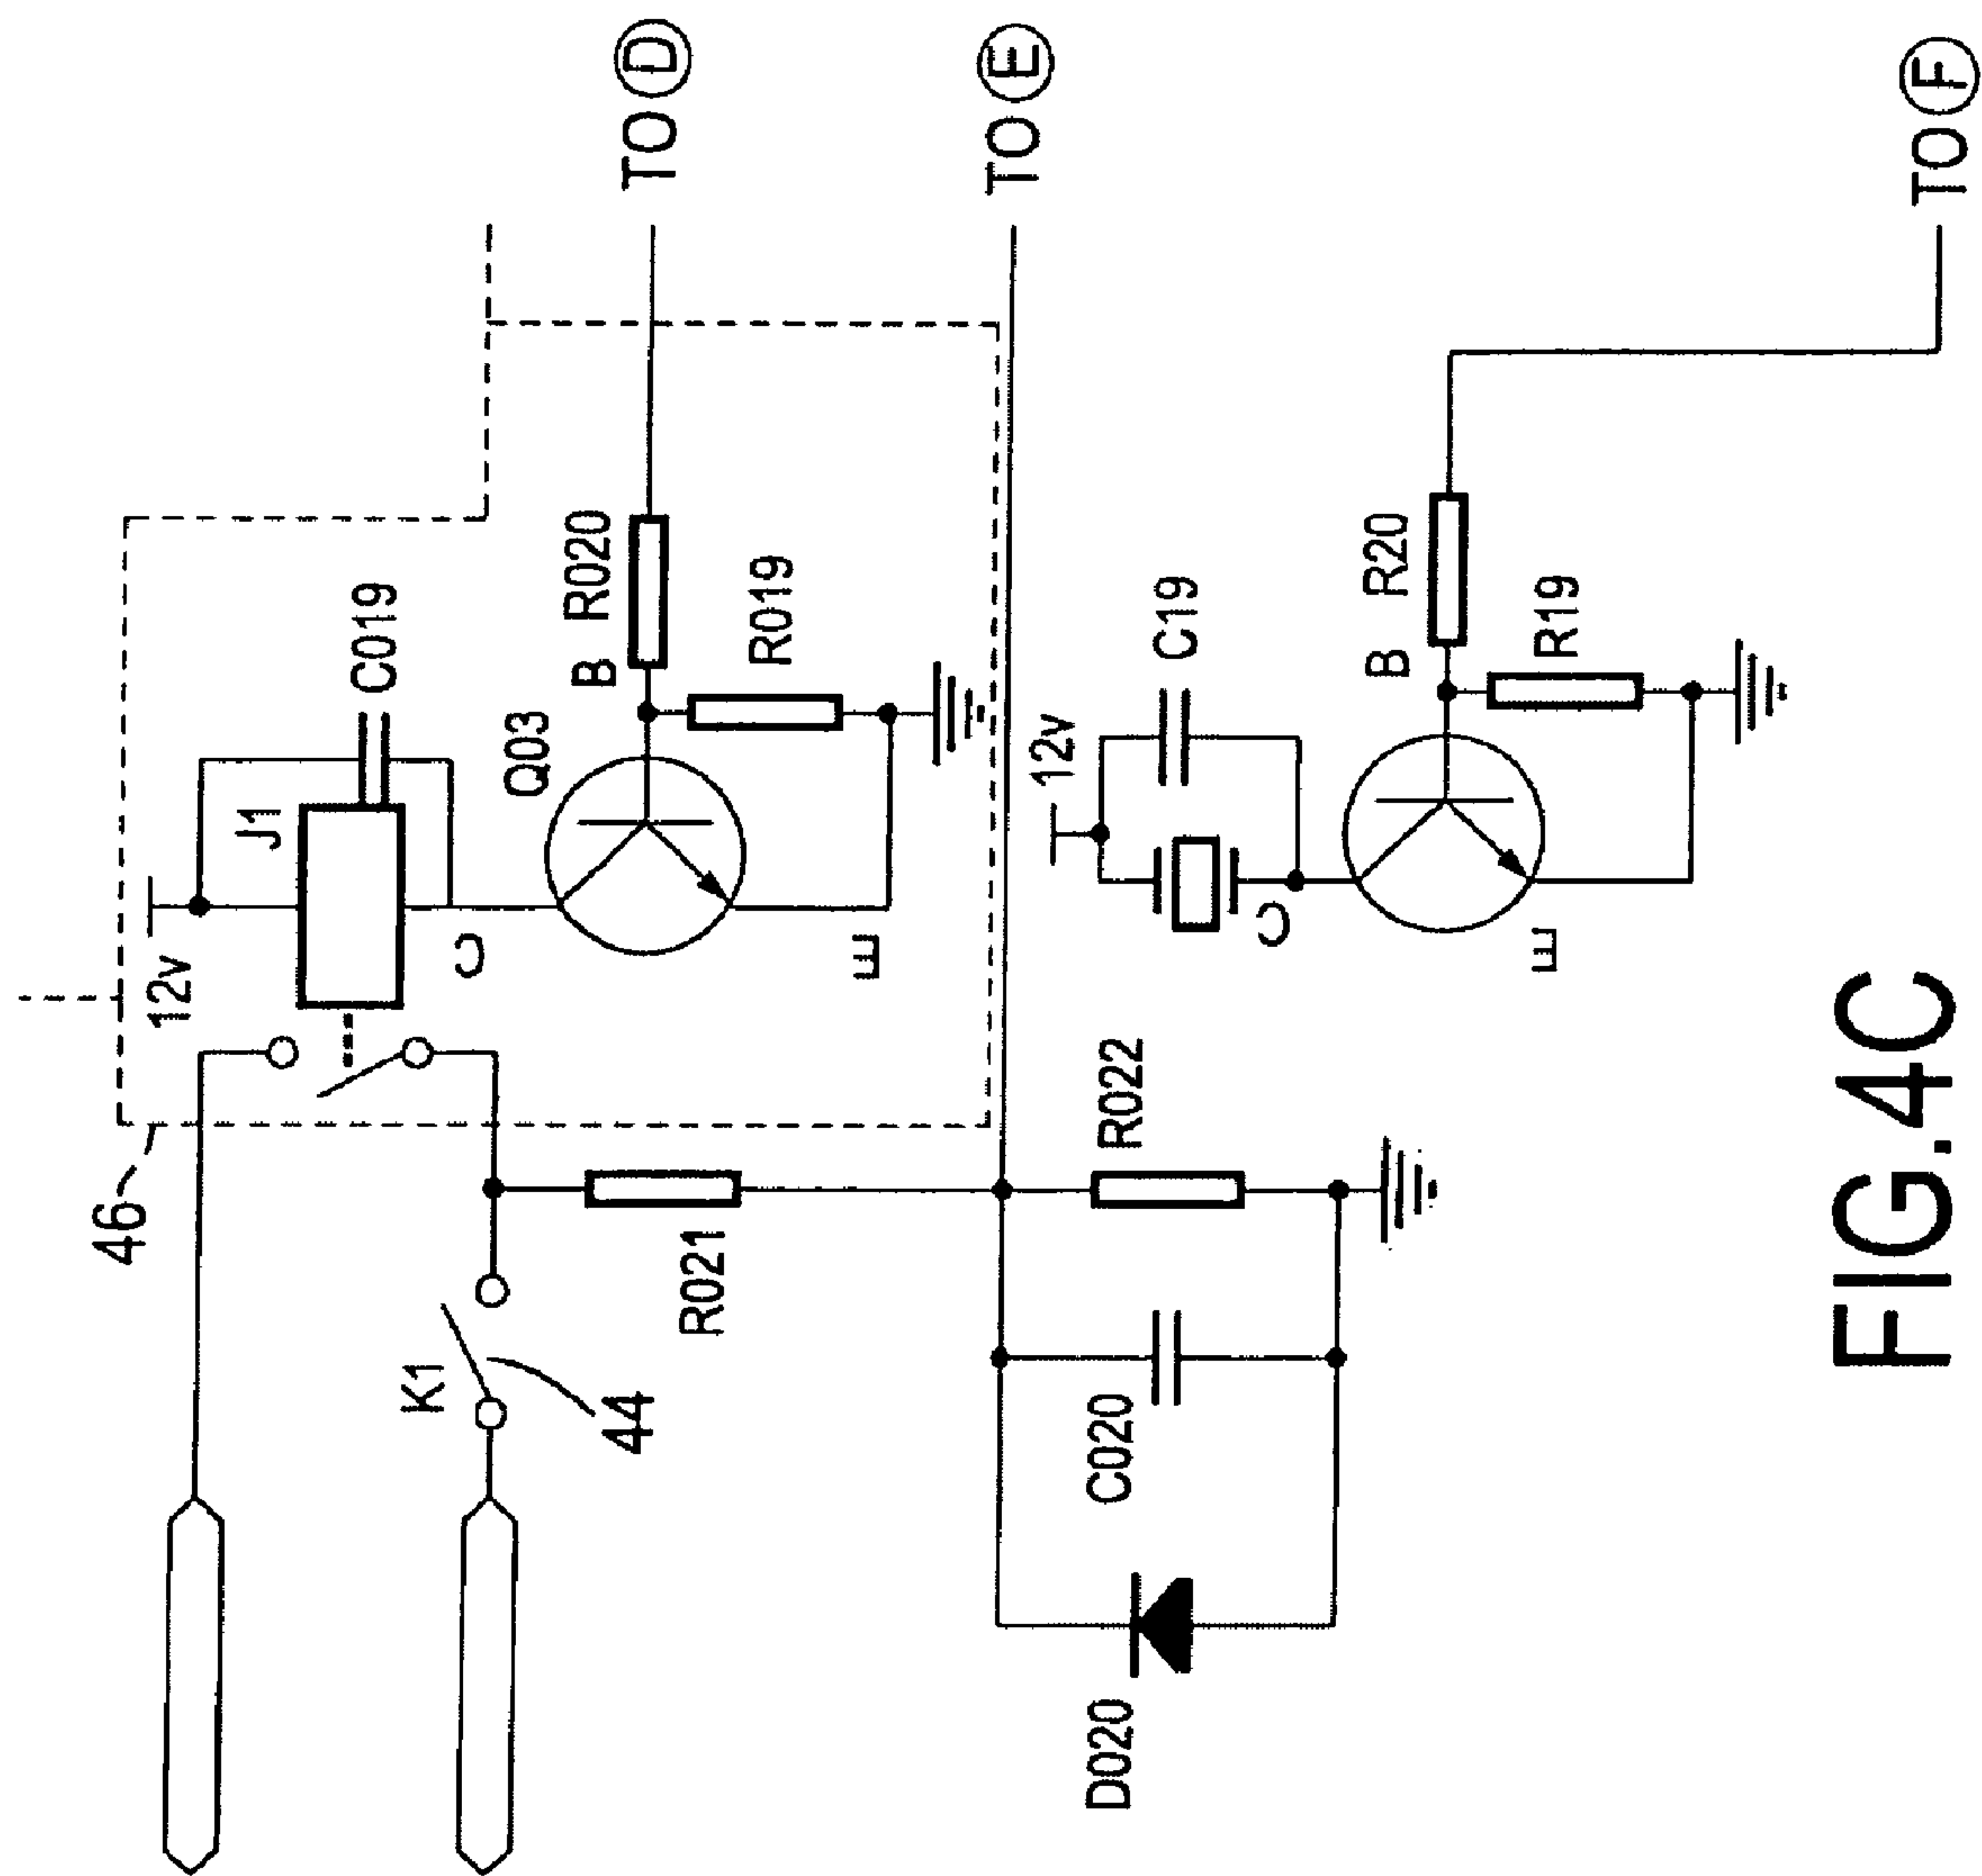 TO D
TO E
TO F
46
12v
J1
C019
Q03
B
R020
R019
C
E
K1
44
R021
R022
C020
D020
12v
C19
B
R20
R19
C
E
FIG.4C